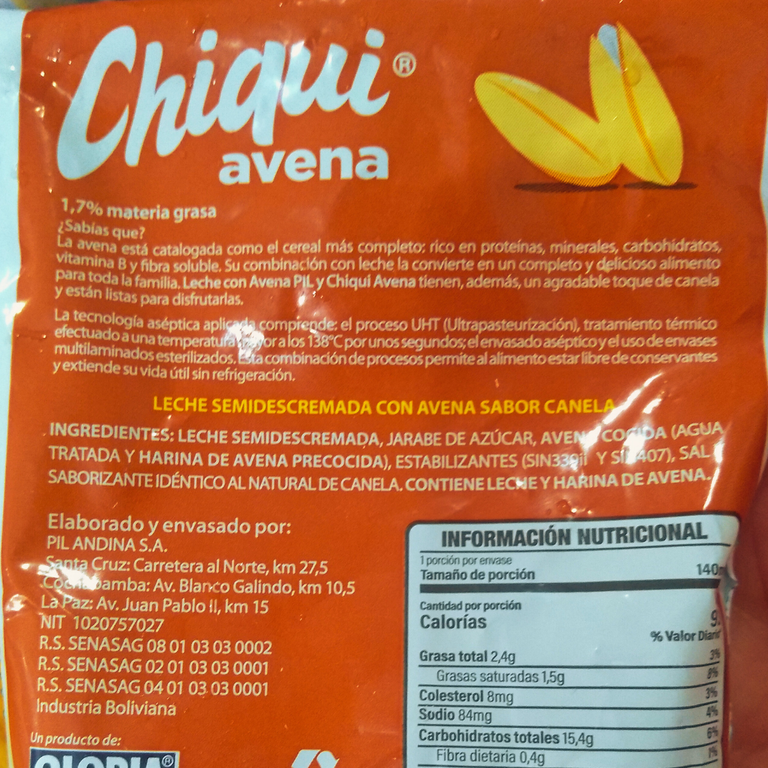 Chiqui®
avena
1,7% materia grasa
¿Sabías que?
La avena está catalogada como el cereal más completo: rico en proteínas, minerales, carbohidratos,
vitamina B y fibra soluble. Su combinación con leche la convierte en un completo y delicioso alimento
para toda la familia. Leche con Avena PIL y Chiqui Avena tienen, además, un agradable toque de canela
y están listas para disfrutarlas.
La tecnología aséptica aplicada comprende: el proceso UHT (Ultrapasteurización), tratamiento térmico
efectuado a una temperatura mayor a los 138°C por unos segundos; el envasado aséptico y el uso de envases
multilaminados esterilizados. Esta combinación de procesos permite al alimento estar libre de conservantes
y extiende su vida útil sin refrigeración.
LECHE SEMIDESCREMADA CON AVENA SABOR CANELA
INGREDIENTES: LECHE SEMIDESCREMADA, JARABE DE AZÚCAR, AVENA COCIDA (AGUA
TRATADA Y HARINA DE AVENA PRECOCIDA), ESTABILIZANTES (SIN339ii Y SIN407), SAL
SABORIZANTE IDÉNTICO AL NATURAL DE CANELA. CONTIENE LECHE Y HARINA DE AVENA.
Elaborado y envasado por:
PIL ANDINA S.A.
Santa Cruz: Carretera al Norte, km 27,5
Cochabamba: Av. Blanco Galindo, km 10,5
La Paz: Av. Juan Pablo II, km 15
NIT 1020757027
R.S. SENASAG 08 01 03 03 0002
R.S. SENASAG 02 01 03 03 0001
R.S. SENASAG 04 01 03 03 0001
Industria Boliviana
Un producto de:
GLORIA®
INFORMACIÓN NUTRICIONAL
1 porción por envase
Tamaño de porción 140
Cantidad por porción
Calorías
% Valor Diario
Grasa total 2,4g 3%
Grasas saturadas 1,5g 8%
Colesterol 8mg 3%
Sodio 84mg 4%
Carbohidratos totales 15,4g 6%
Fibra dietaria 0,4g 1%